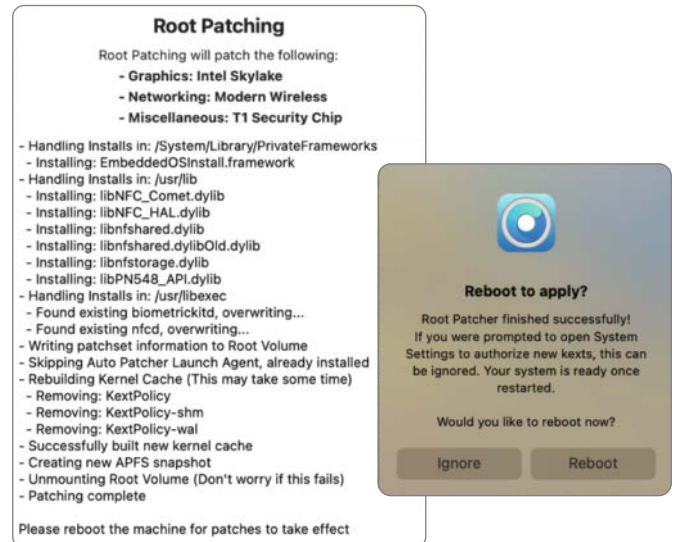 Root Patching
Root Patching will patch the following:
- Graphics: Intel Skylake
- Networking: Modern Wireless
- Miscellaneous: T1 Security Chip
- Handling Installs in: /System/Library/PrivateFrameworks
- Installing: EmbeddedOSInstall.framework
- Handling Installs in: /usr/lib
- Installing: libNFC_Comet.dylib
- Installing: libNFC_HAL.dylib
- Installing: libnfshared.dylib
- Installing: libnfshared.dylibOld.dylib
- Installing: libnfstorage.dylib
- Installing: libPN548_API.dylib
- Handling Installs in: /usr/libexec
- Found existing biometrickitd, overwriting...
- Found existing nfcd, overwriting...
- Writing patchset information to Root Volume
- Skipping Auto Patcher Launch Agent, already installed
- Rebuilding Kernel Cache (This may take some time)
- Removing: KextPolicy
- Removing: KextPolicy-shm
- Removing: KextPolicy-wal
- Successfully built new kernel cache
- Creating new APFS snapshot
- Unmounting Root Volume (Don't worry if this fails)
- Patching complete
Please reboot the machine for patches to take effect
Reboot to apply?
Root Patcher finished successfully!
If you were prompted to open System
Settings to authorize new kexts, this can
be ignored. Your system is ready once
restarted.
Would you like to reboot now?
Ignore
Reboot